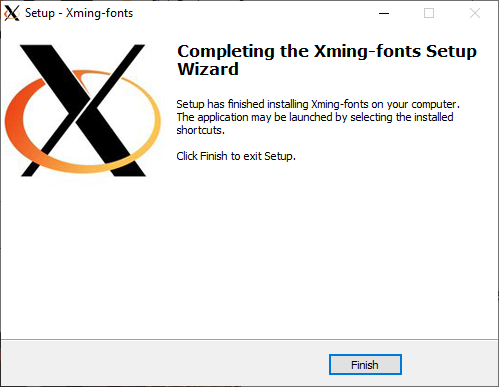 Setup - Xming-fonts
Completing the Xming-fonts Setup
Wizard
Setup has finished installing Xming-fonts on your computer.
The application may be launched by selecting the installed
shortcuts.
Click Finish to exit Setup.
Finish